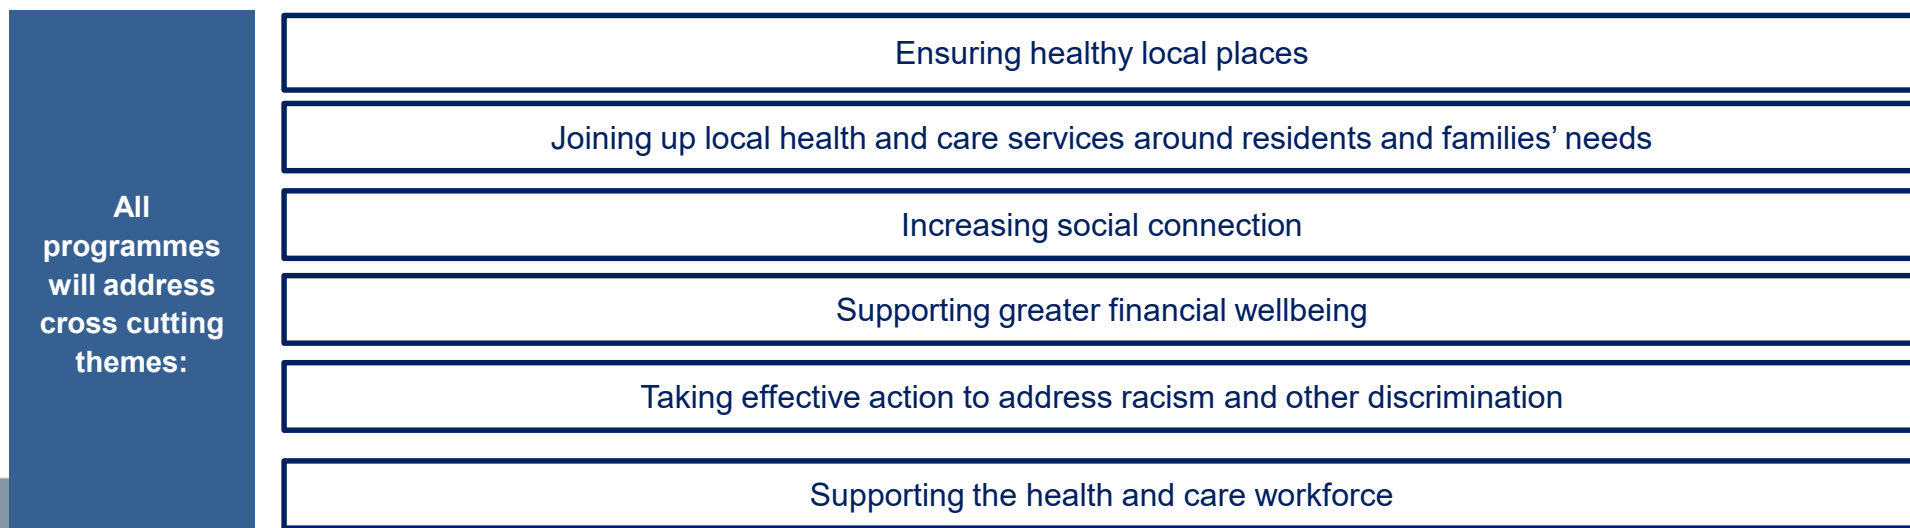 All
programmes
will address
cross cutting
themes:
Ensuring healthy local places
Joining up local health and care services around residents and families’ needs
Increasing social connection
Supporting greater financial wellbeing
Taking effective action to address racism and other discrimination
Supporting the health and care workforce